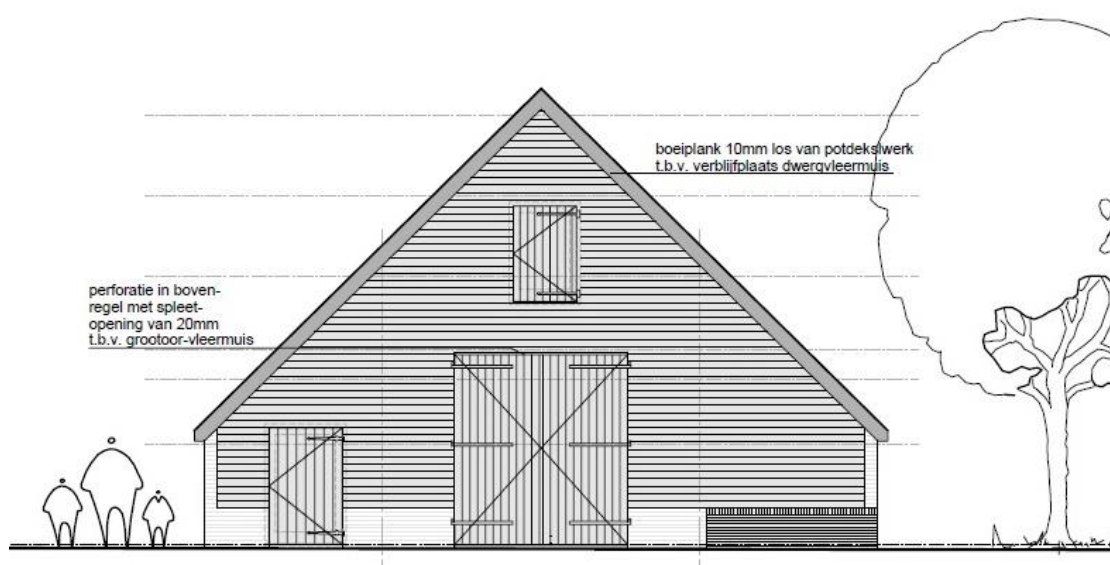 boeiplank 10mm los van potdekslwerk
t.b.v. verblijfplaats dwergvleermuis
perforatie in boven-
regel met spleet-
opening van 20mm
t.b.v. grootoor-vleermuis